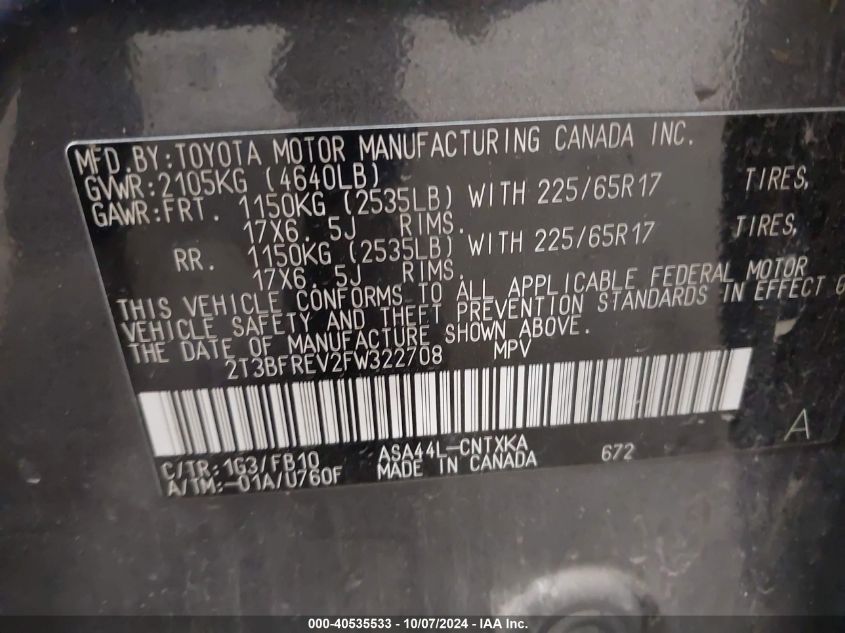 MFD.BY:TOYOTA MOTOR MANUFACTURING CANADA INC.
GVWR:2105KG (4640LB)
GAWR:FRT. 1150KG (2535LB) WITH 225/65R17 TIRES,
17X6. 5J RIMS.
RR. 1150KG (2535LB) WITH 225/65R17 TIRES,
17X6. 5J RIMS.
THIS VEHICLE CONFORMS TO ALL APPLICABLE FEDERAL MOTOR
VEHICLE SAFETY AND THEFT PREVENTION STANDARDS IN EFFECT
THE DATE OF MANUFACTURE SHOWN ABOVE.
2T3BFREV2FW322708 MPV
A
C/TR:1G3/FB10 ASA44L-CNTXKA 672
A/TM:-01A/U760F MADE IN CANADA
000-40535533 - 10/07/2024 - IAA Inc.